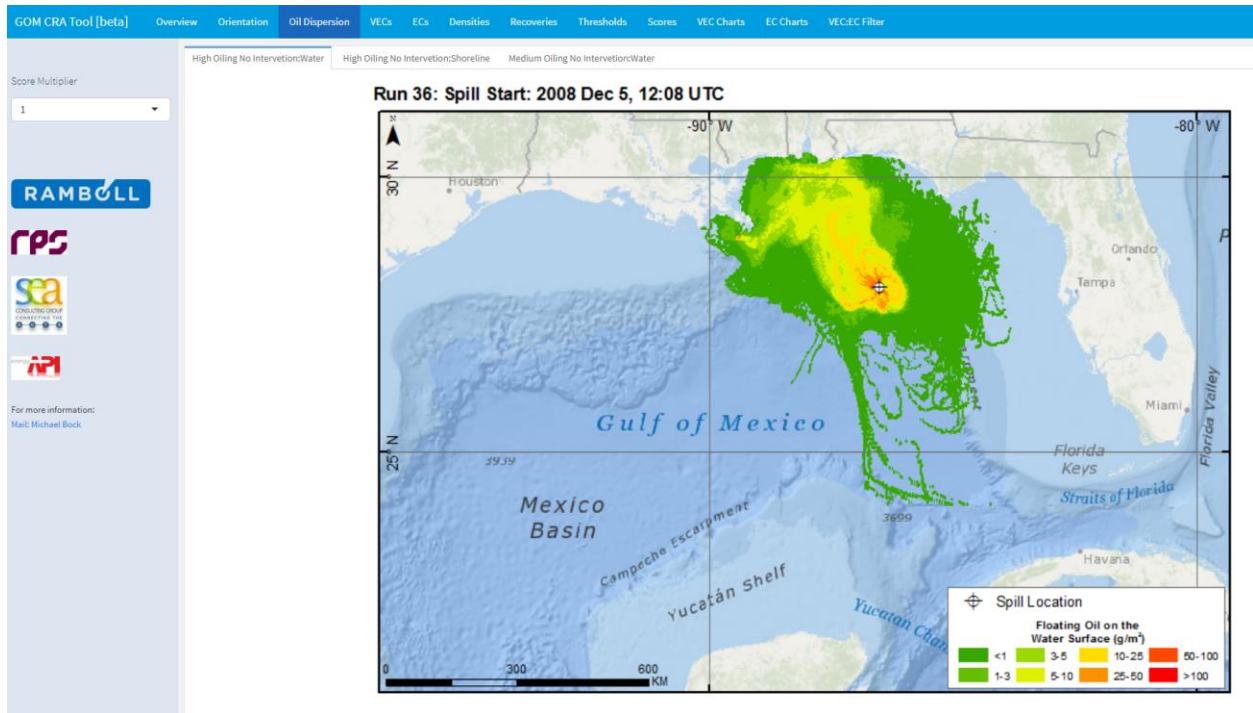 GOM CRA Tool [beta] Overview Orientation Oil Dispersion VECs ECs Densities Recoveries Thresholds Scores VEC Charts EC Charts VEC:EC Filter
High Oiling No Intervetion:Water High Oiling No Intervetion:Shoreline Medium Oiling No Intervetion:Water
Score Multiplier
1
RAMBOLL
rps
sea
CONSULTING GROUP
CONNECTING THE
API
For more information:
Mail: Michael Bock
Run 36: Spill Start: 2008 Dec 5, 12:08 UTC
N
-90° W
-80° W
30° N
Houston
Orlando
Tampa
Gulf of Mexico
Miami
Florida Valley
25° N
3939
Florida
Keys
Straits of Florida
Mexico
Basin
Campeche Escarpment
3699
Havana
Yucatán Shelf
Yucatan Chan
0 300 600
KM
Spill Location
Floating Oil on the
Water Surface (g/m²)
<1 3-5 10-25 50-100
1-3 5-10 25-50 >100